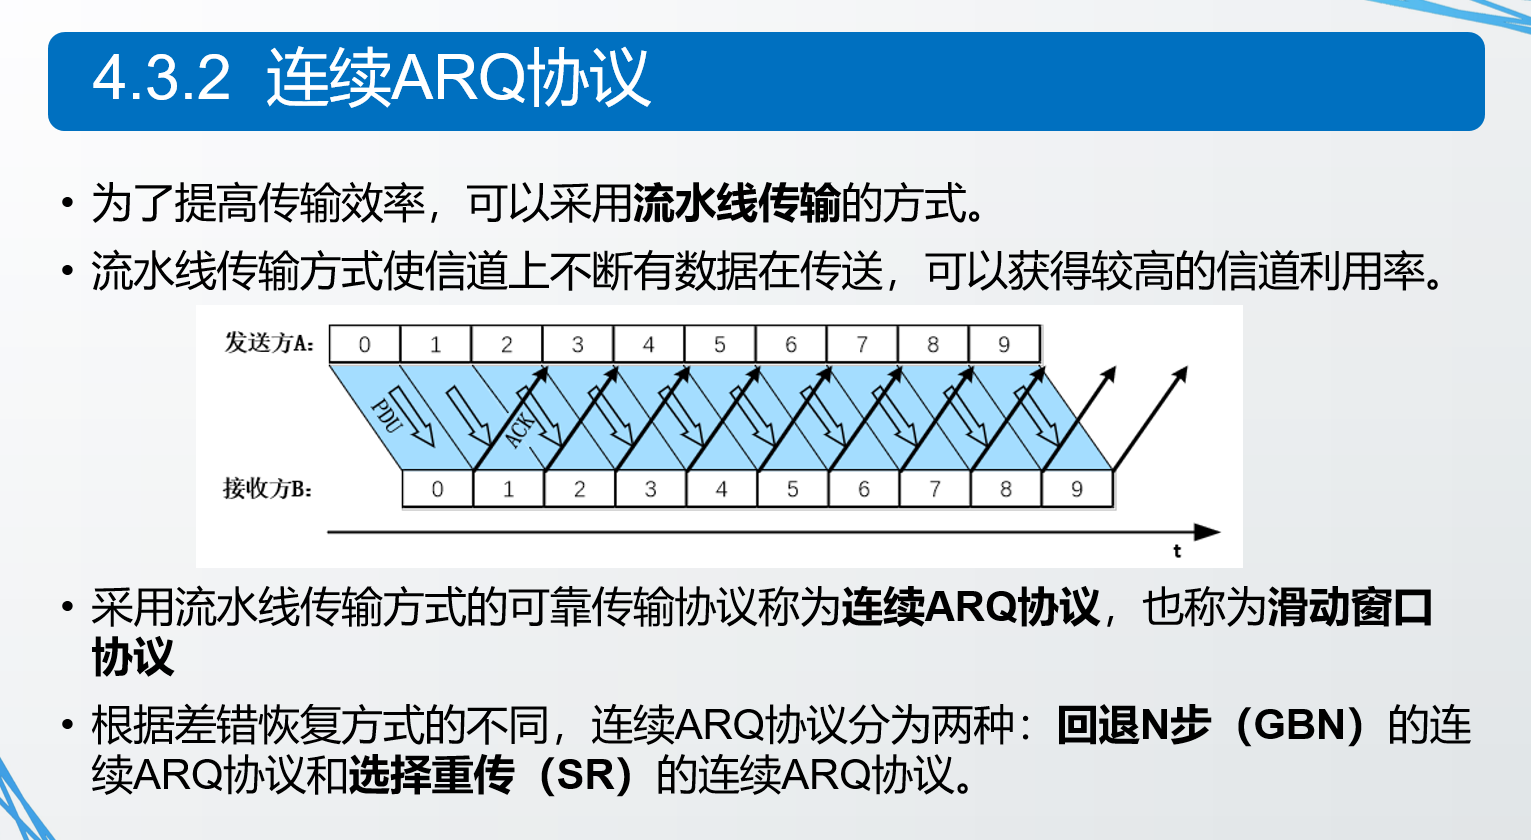 4.3.2 连续ARQ协议
• 为了提高传输效率，可以采用流水线传输的方式。
• 流水线传输方式使信道上不断有数据在传送，可以获得较高的信道利用率。
发送方A: 0 1 2 3 4 5 6 7 8 9
PDU
ACK
接收方B: 0 1 2 3 4 5 6 7 8 9
t
• 采用流水线传输方式的可靠传输协议称为连续ARQ协议，也称为滑动窗口
协议
• 根据差错恢复方式的不同，连续ARQ协议分为两种：回退N步（GBN）的连
续ARQ协议和选择重传（SR）的连续ARQ协议。